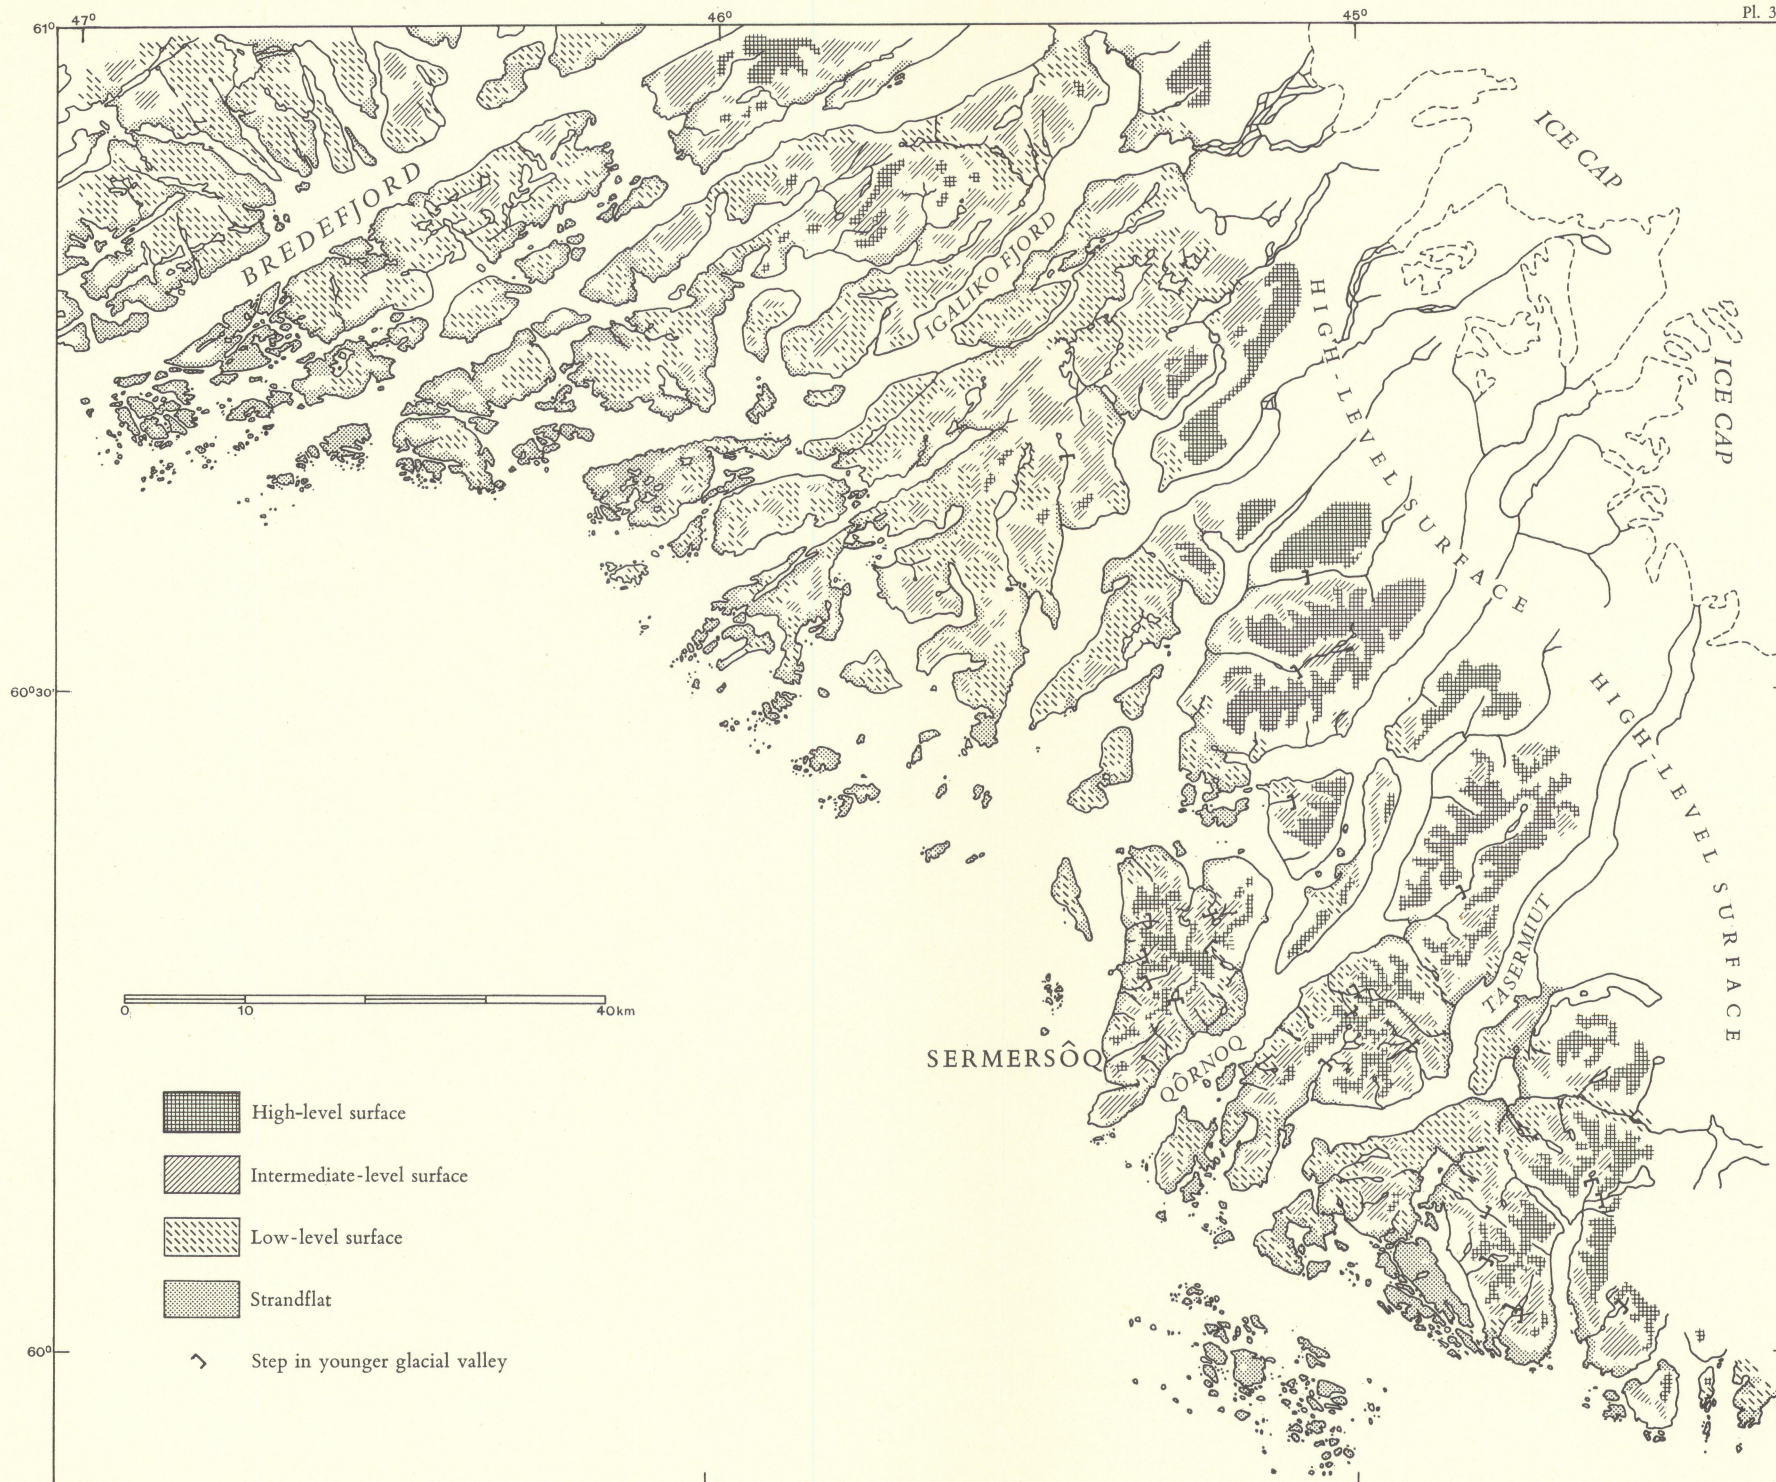 Pl. 3
47°
46°
45°
61°
ICE CAP
BREDEFJORD
IGALIKO FJORD
HIGH-LEVEL SURFACE
ICE CAP
60°30'
HIGH-LEVEL SURFACE
TASERMIUT
0 10 40km
SERMERSÔQ
QÔRNOQ
High-level surface
Intermediate-level surface
Low-level surface
Strandflat
60°
Step in younger glacial valley